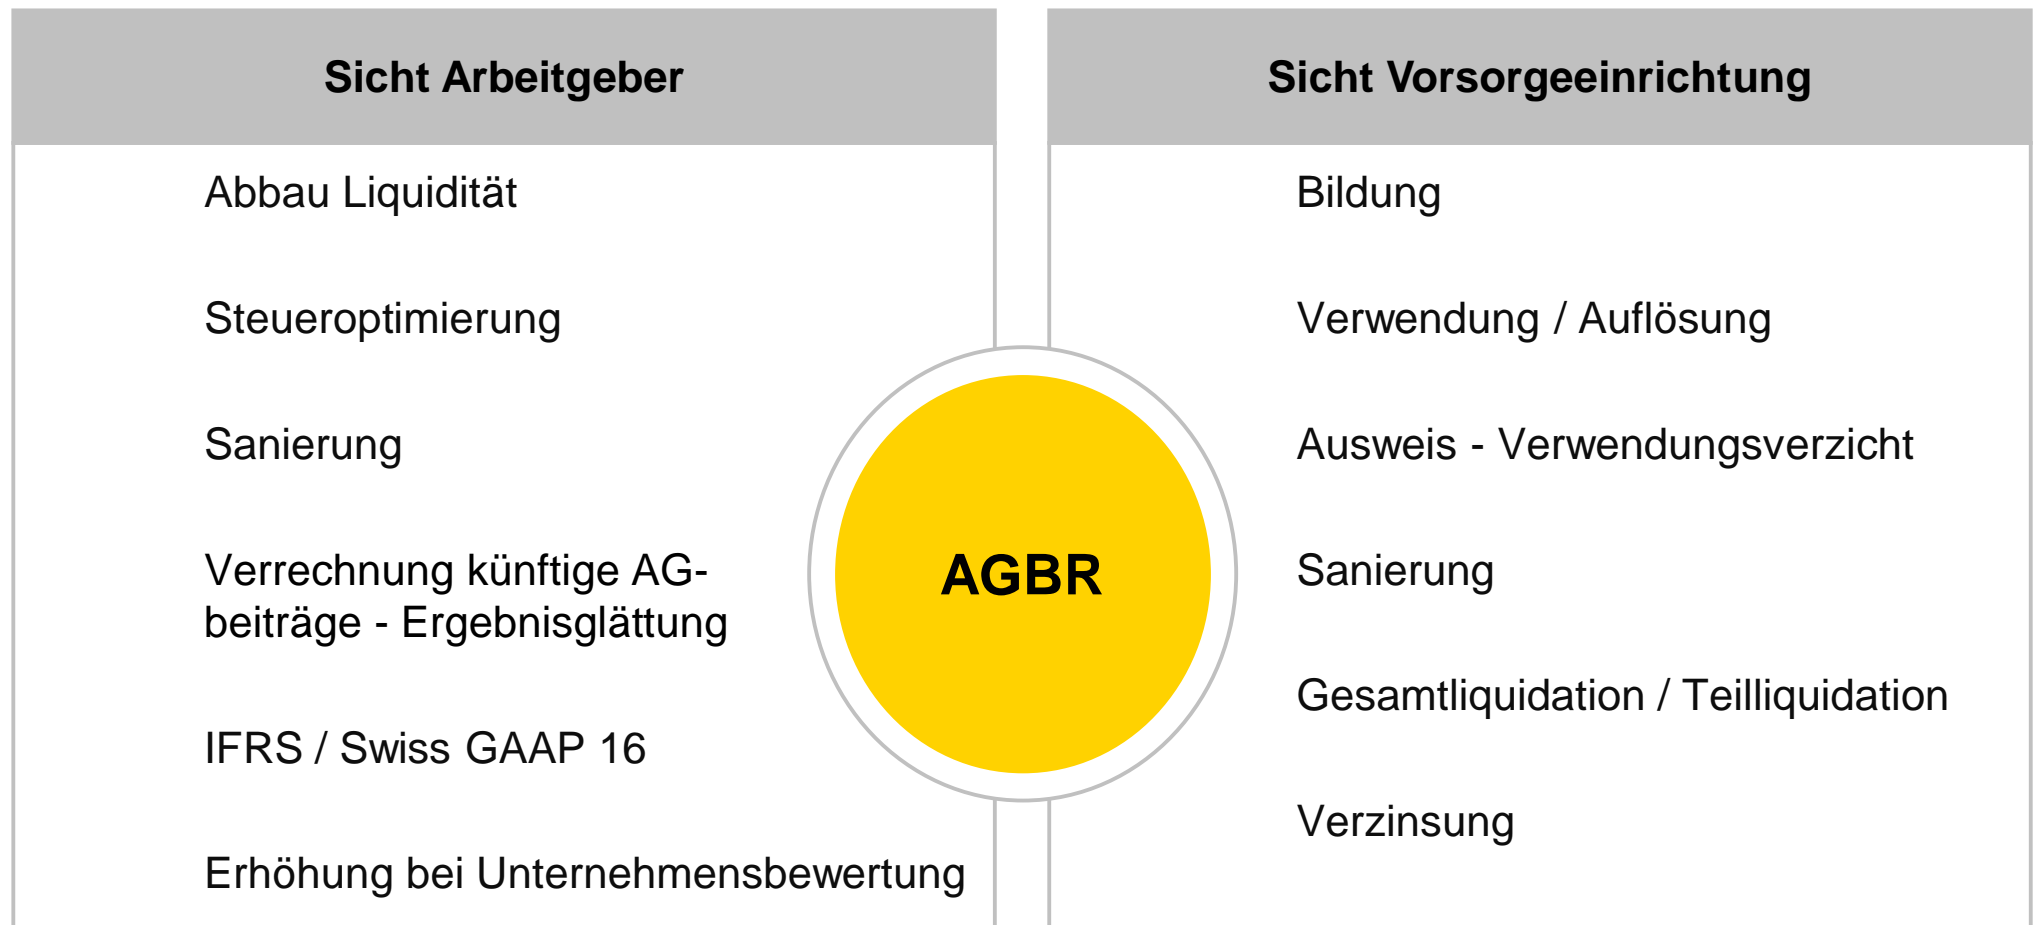 Sicht Arbeitgeber
Abbau Liquidität
Steueroptimierung
Sanierung
Verrechnung künftige AG-
beiträge - Ergebnisglättung
IFRS / Swiss GAAP 16
Erhöhung bei Unternehmensbewertung
AGBR
Sicht Vorsorgeeinrichtung
Bildung
Verwendung / Auflösung
Ausweis - Verwendungsverzicht
Sanierung
Gesamtliquidation / Teilliquidation
Verzinsung